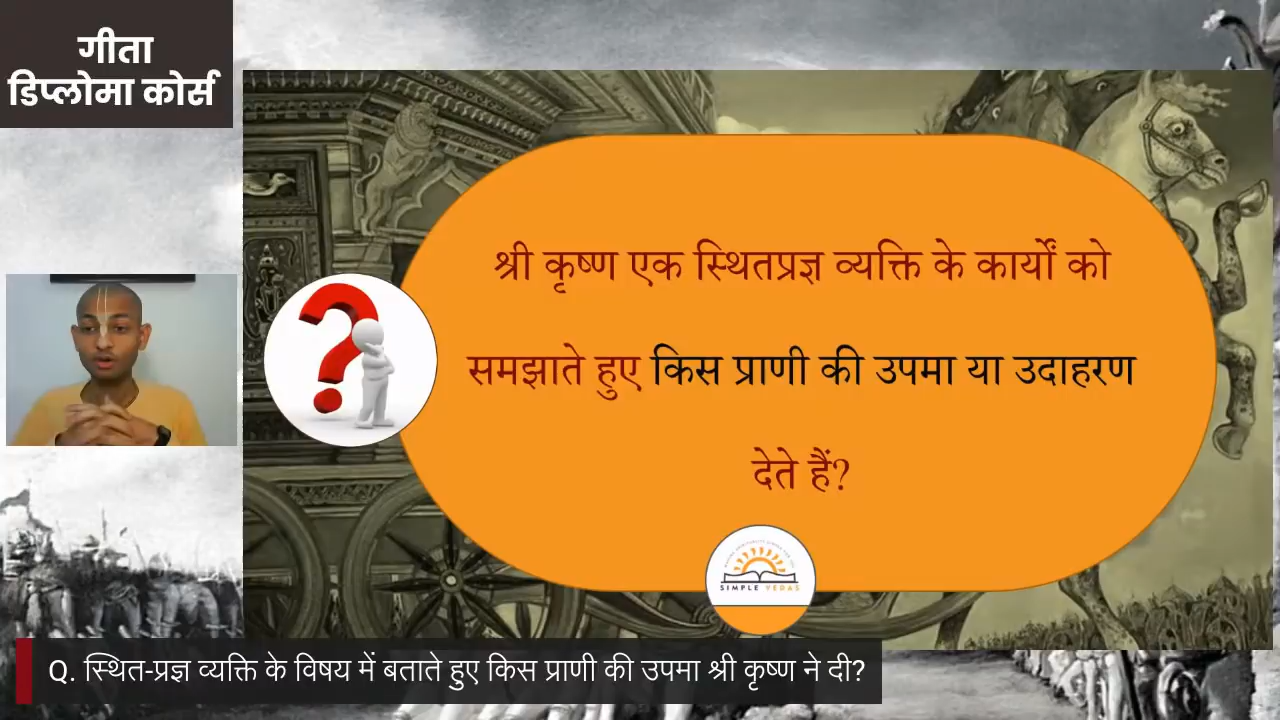 गीता
डिप्लोमा कोर्स
श्री कृष्ण एक स्थितप्रज्ञ व्यक्ति के कार्यों को
समझाते हुए किस प्राणी की उपमा या उदाहरण
देते हैं?
SIMPLE VEDAS
Q. स्थित-प्रज्ञ व्यक्ति के विषय में बताते हुए किस प्राणी की उपमा श्री कृष्ण ने दी?